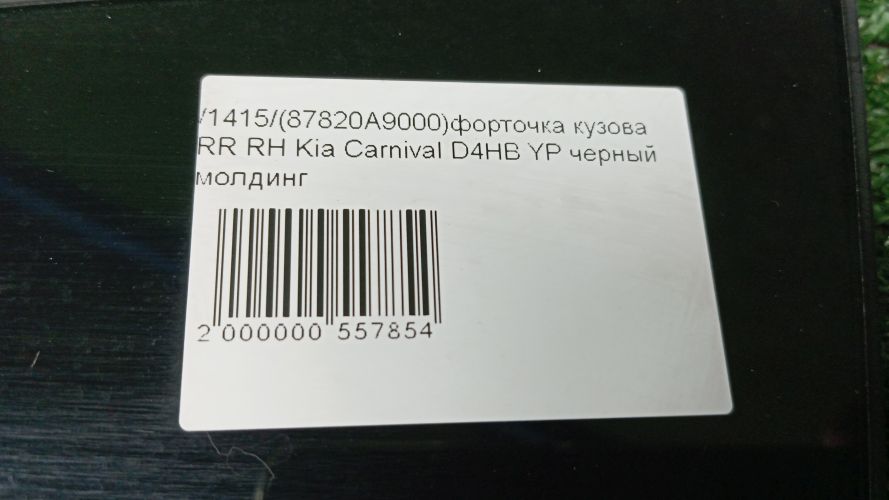 /1415/(87820A9000)форточка кузова
RR RH Kia Carnival D4HB YP черный
молдинг
2 000000 557854